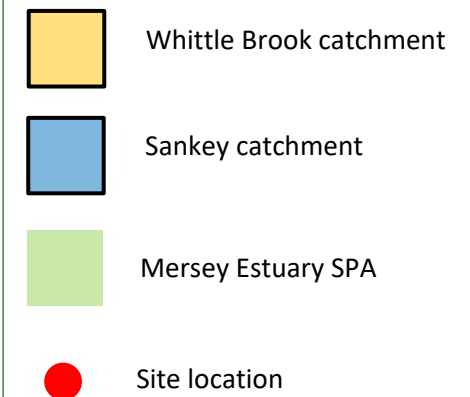 Whittle Brook catchment
Sankey catchment
Mersey Estuary SPA
Site location